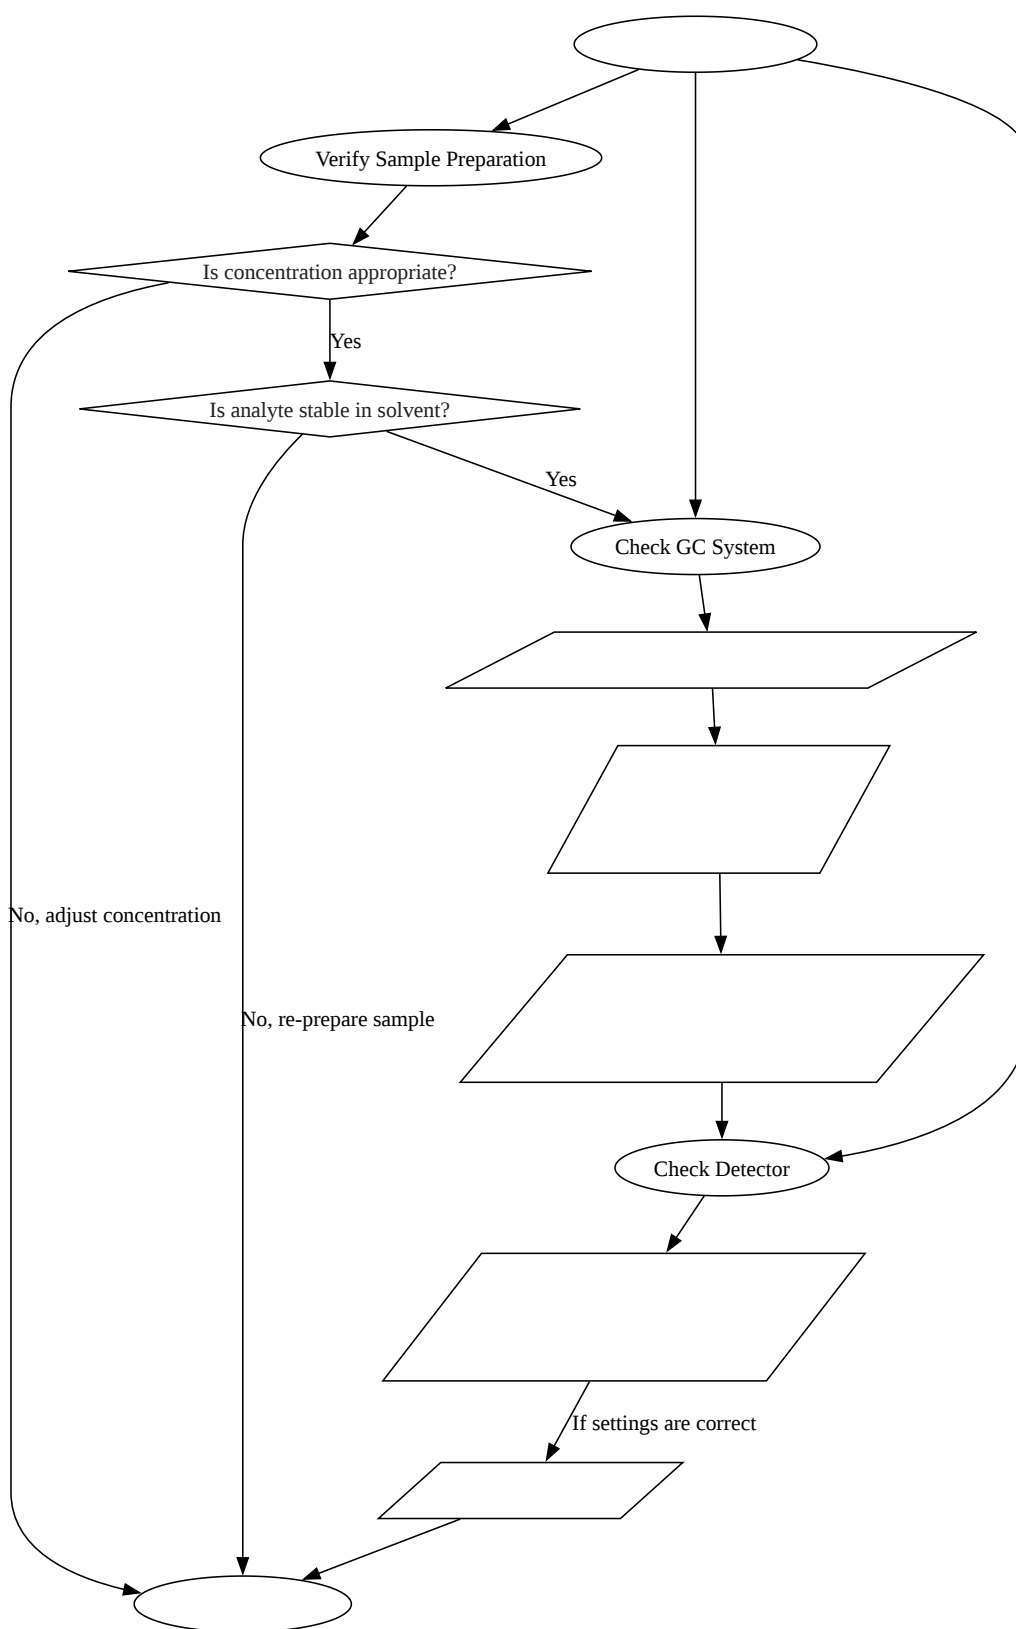 Verify Sample Preparation
Is concentration appropriate?
Yes
Is analyte stable in solvent?
Yes
Check GC System
No, adjust concentration
No, re-prepare sample
Check Detector
If settings are correct